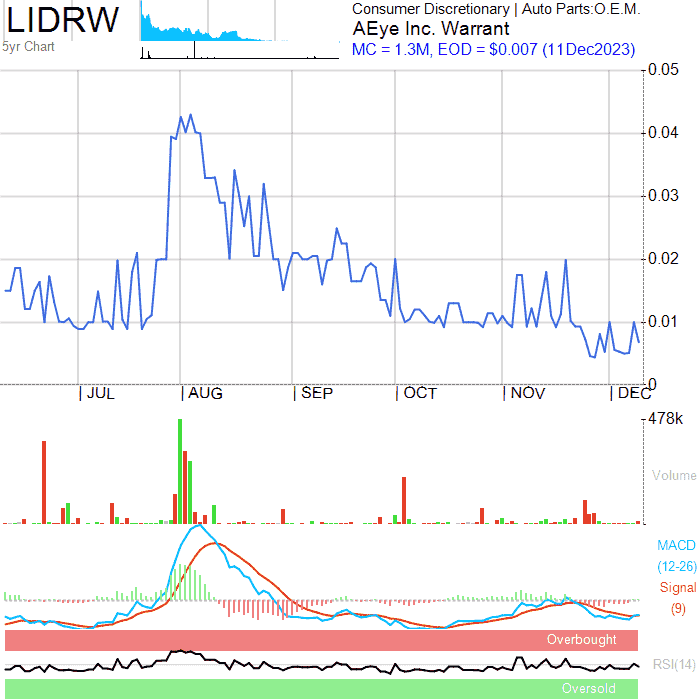 LIDRW
5yr Chart
Consumer Discretionary | Auto Parts:O.E.M.
AEye Inc. Warrant
MC = 1.3M, EOD = $0.007 (11Dec2023)
0.05
0.04
0.03
0.02
0.01
0
| JUL | AUG | SEP | OCT | NOV | DEC
478k
Volume
MACD
(12-26)
Signal
(9)
Overbought
RSI(14)
Oversold